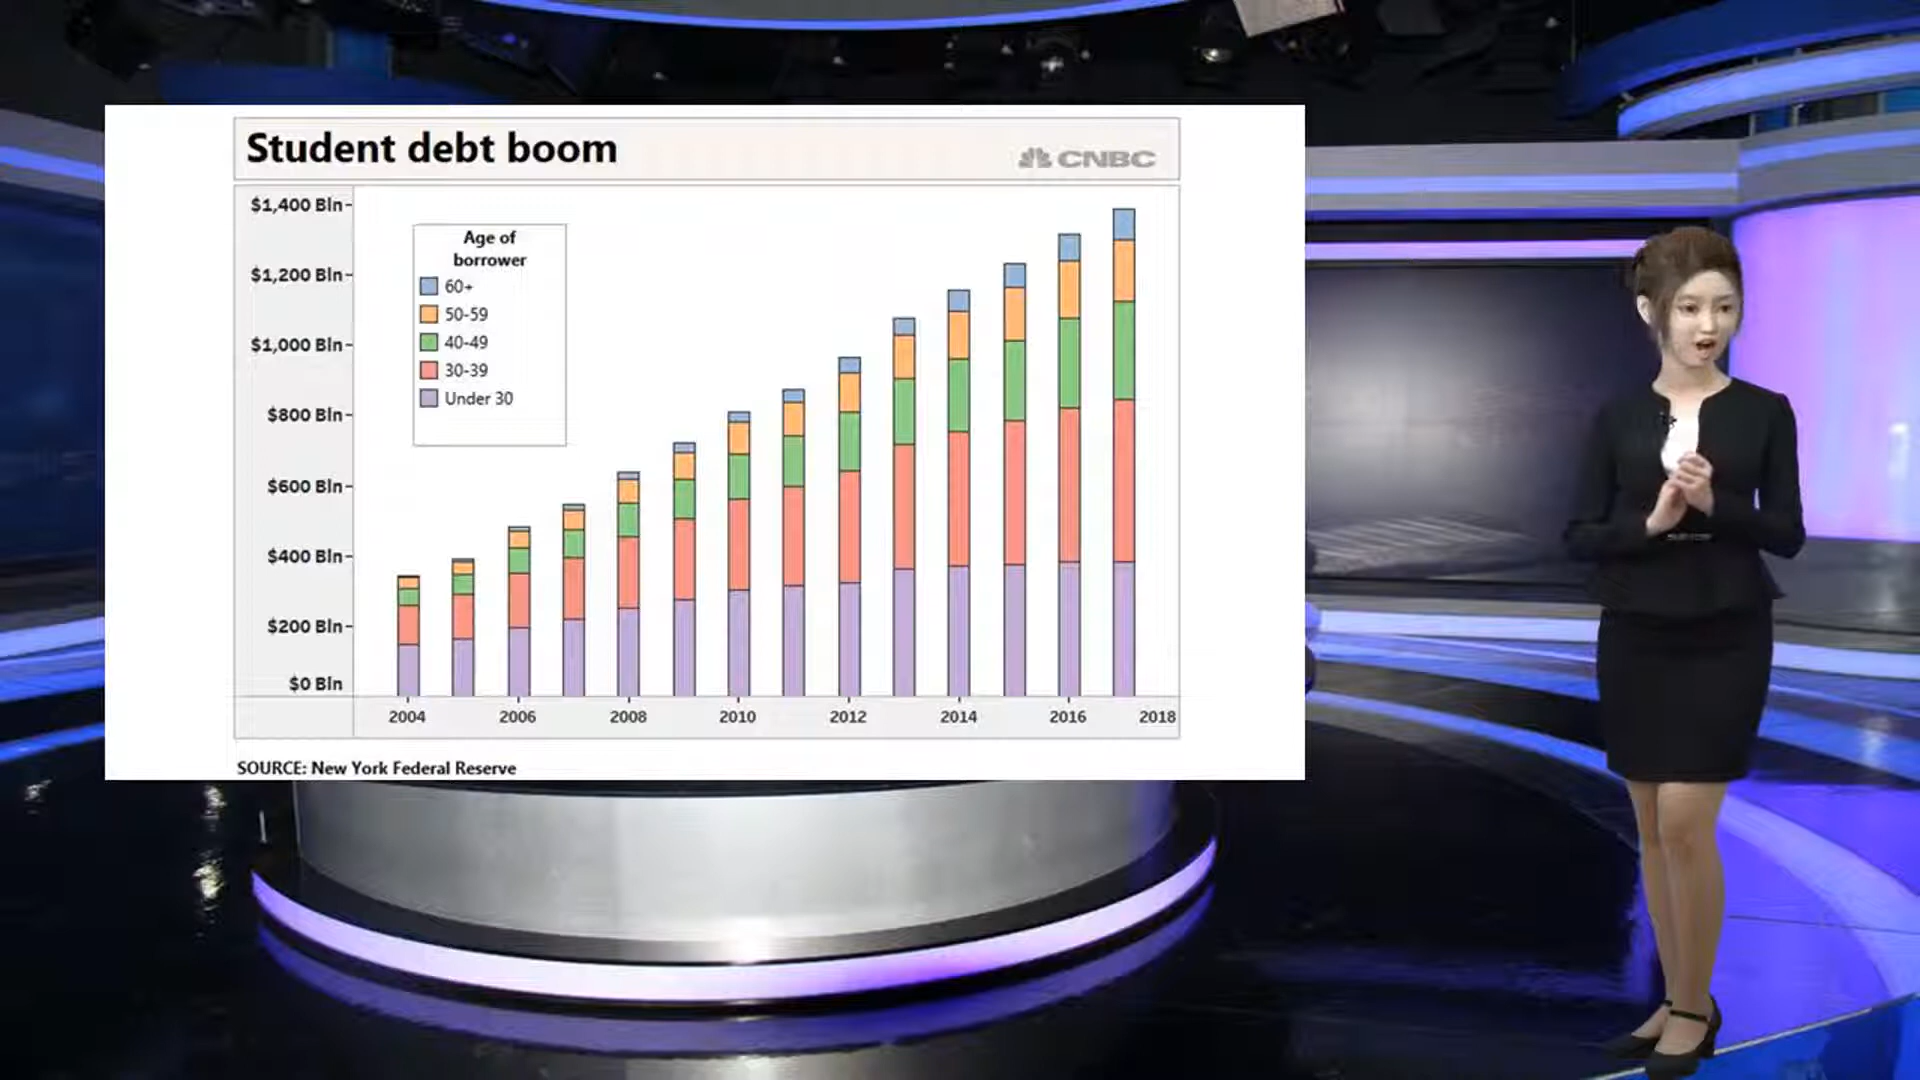 Student debt boom
CNBC
$1,400 Bln
$1,200 Bln
$1,000 Bln
$800 Bln
$600 Bln
$400 Bln
$200 Bln
$0 Bln
Age of
borrower
60+
50-59
40-49
30-39
Under 30
2004 2006 2008 2010 2012 2014 2016 2018
SOURCE: New York Federal Reserve